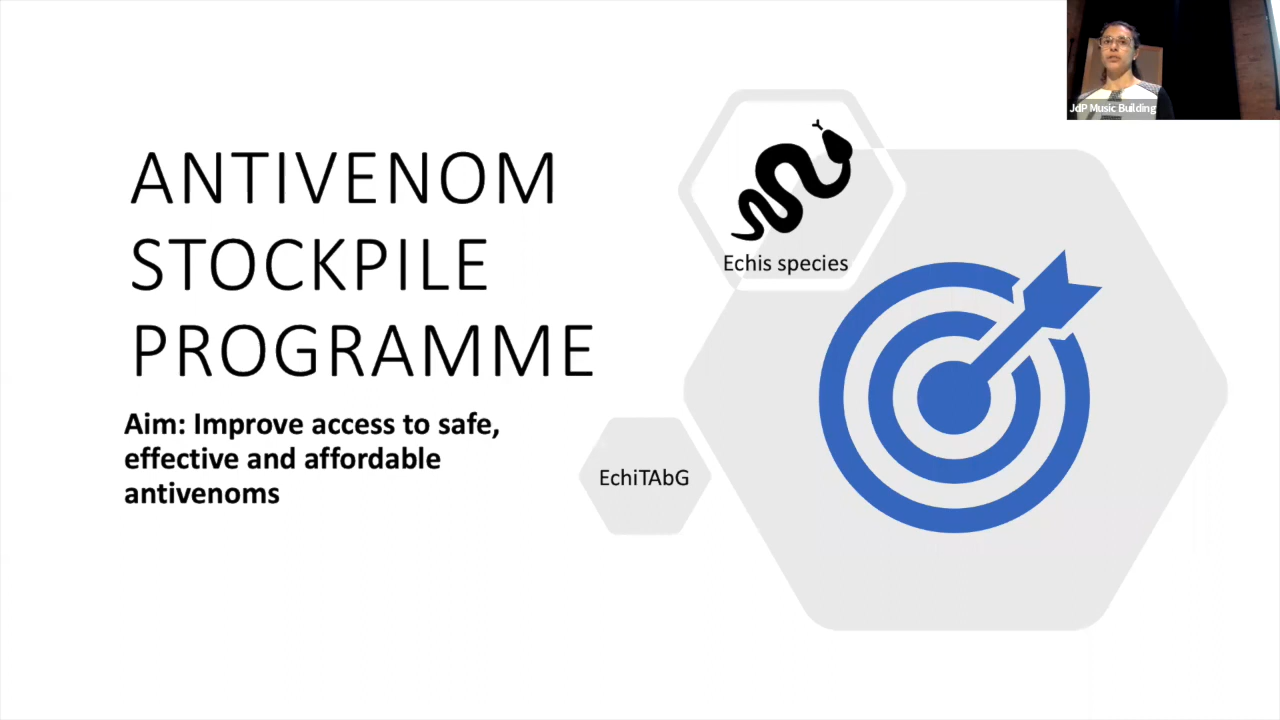 JdP Music Building
ANTIVENOM
STOCKPILE
PROGRAMME
Aim: Improve access to safe,
effective and affordable
antivenoms
Echis species
EchiTAbG